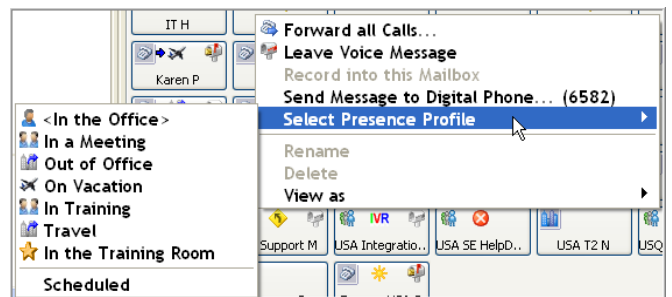 IT H
Karen P
Forward all Calls...
Leave Voice Message
Record into this Mailbox
Send Message to Digital Phone... (6582)
Select Presence Profile
Rename
Delete
View as
<In the Office>
In a Meeting
Out of Office
On Vacation
In Training
Travel
In the Training Room
Scheduled
Support M
IVR
USA Integratio..
USA SE HelpD..
USA T2 N
USQ